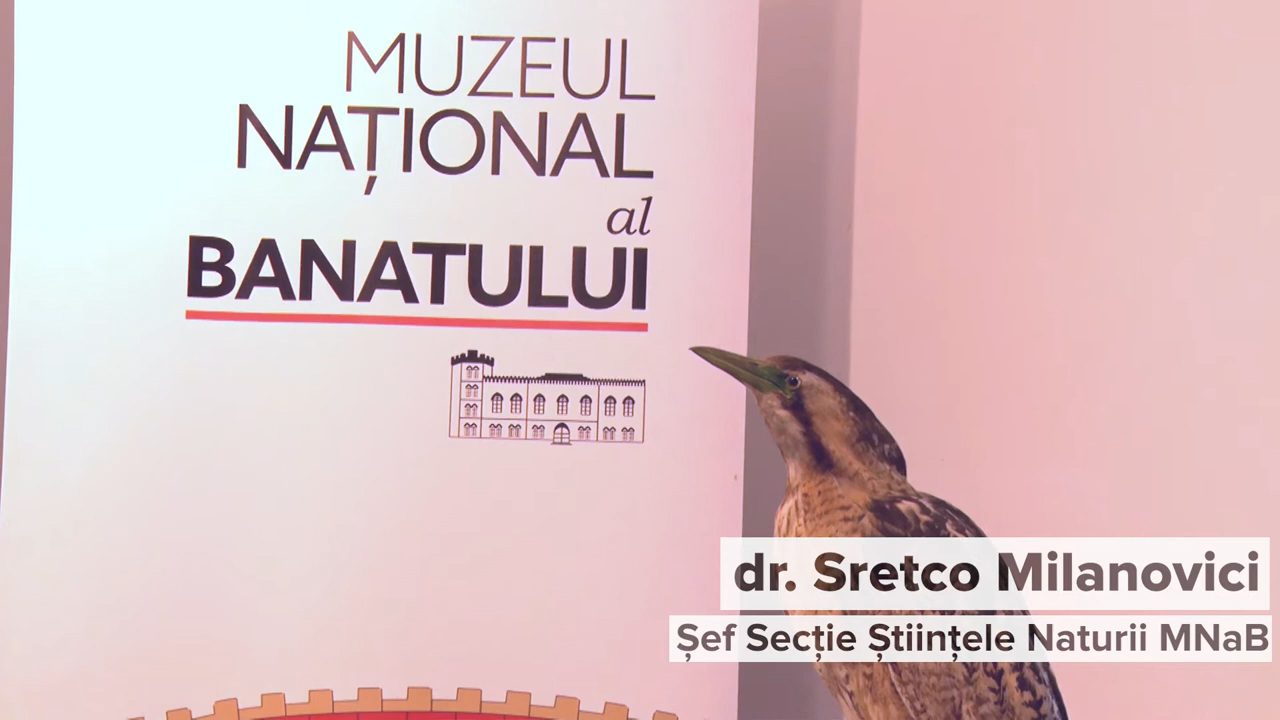 MUZEUL
NAȚIONAL
al
BANATULUI
dr. Sretco Milanovici
Șef Secție Științele Naturii MNaB